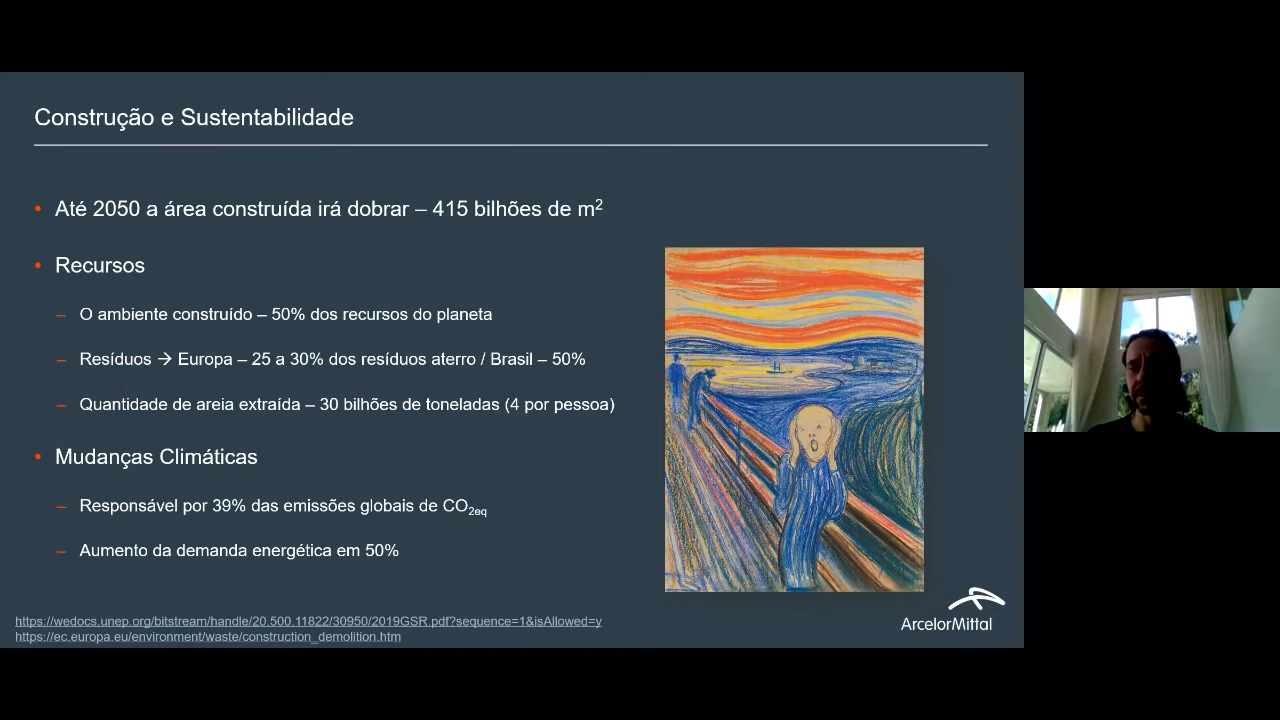 Construção e Sustentabilidade
• Até 2050 a área construída irá dobrar – 415 bilhões de m²
• Recursos
– O ambiente construído – 50% dos recursos do planeta
– Resíduos → Europa – 25 a 30% dos resíduos aterro / Brasil – 50%
– Quantidade de areia extraída – 30 bilhões de toneladas (4 por pessoa)
• Mudanças Climáticas
– Responsável por 39% das emissões globais de CO₂eq
– Aumento da demanda energética em 50%
https://wedocs.unep.org/bitstream/handle/20.500.11822/30950/2019GSR.pdf?sequence=1&isAllowed=y
https://ec.europa.eu/environment/waste/construction_demolition.htm
ArcelorMittal